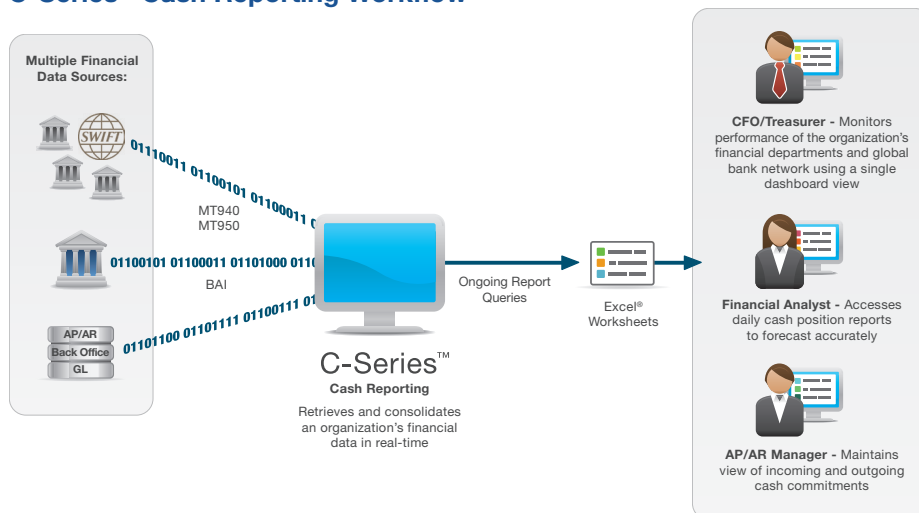 C-Series™ Cash Reporting Workflow
Multiple Financial
Data Sources:
SWIFT
01110011 01100101 01100011 0
MT940
MT950
01100101 01100011 01101000 0110
BAI
01101100 01101111 01100111 01
AP/AR
Back Office
GL
C-Series™
Cash Reporting
Retrieves and consolidates
an organization's financial
data in real-time
Ongoing Report
Queries
Excel®
Worksheets
CFO/Treasurer - Monitors
performance of the organization's
financial departments and global
bank network using a single
dashboard view
Financial Analyst - Accesses
daily cash position reports
to forecast accurately
AP/AR Manager - Maintains
view of incoming and outgoing
cash commitments